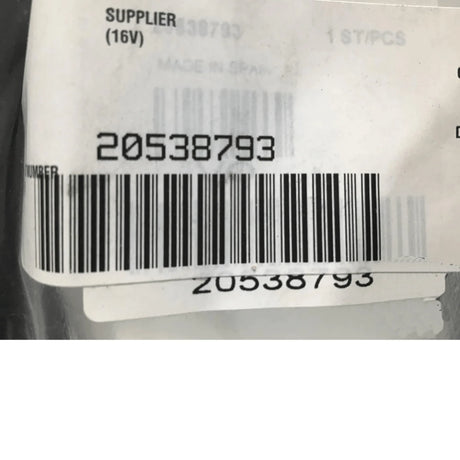 SUPPLIER
(16V)
20538793
1 ST/PCS
MADE IN SPAIN
20538793
NUMBER
20538793